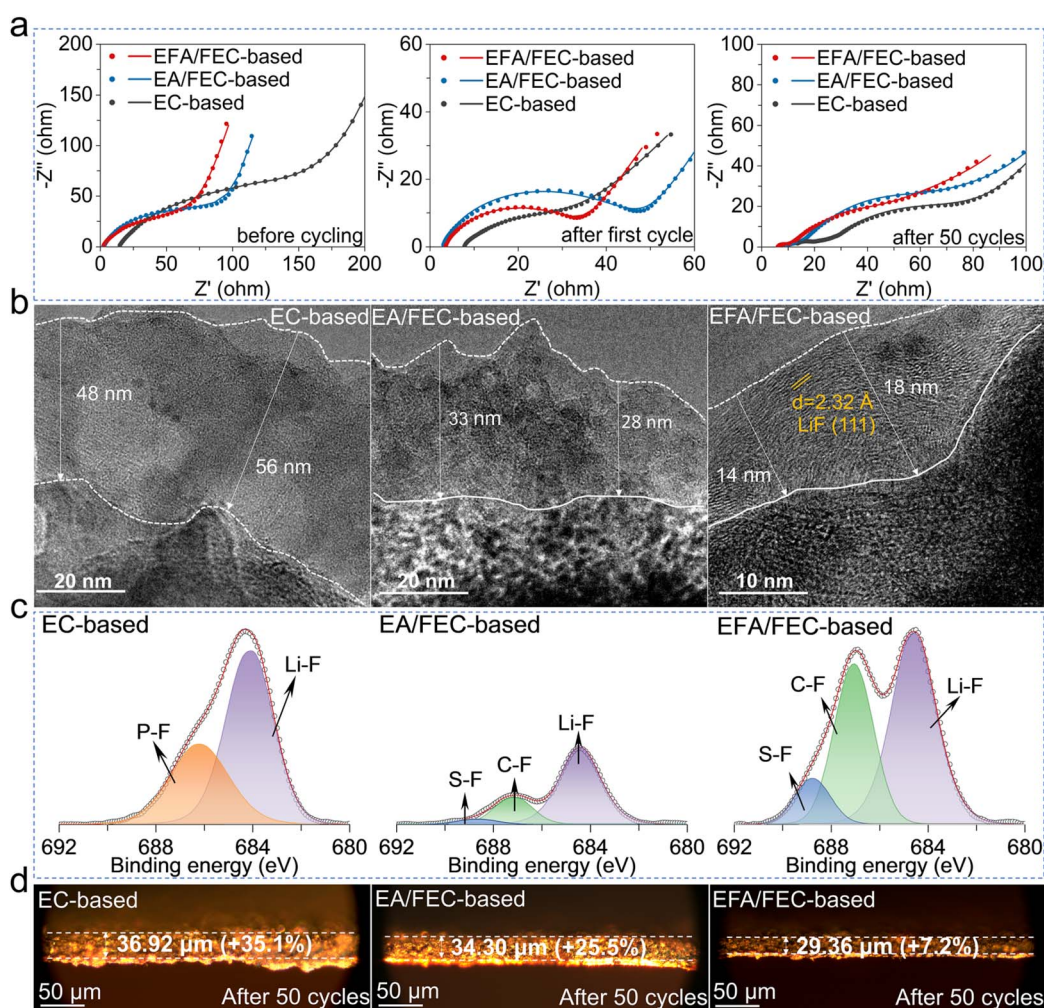 a
200
150
100
50
0
-Z" (ohm)
EFA/FEC-based
EA/FEC-based
EC-based
before cycling
0 50 100 150 200
Z' (ohm)
60
40
20
0
EFA/FEC-based
EA/FEC-based
EC-based
after first cycle
0 20 40 60
Z' (ohm)
100
80
60
40
20
0
-Z" (ohm)
EFA/FEC-based
EA/FEC-based
EC-based
after 50 cycles
0 20 40 60 80 100
Z' (ohm)
b
EC-based
48 nm
56 nm
20 nm
EA/FEC-based
33 nm
28 nm
20 nm
EFA/FEC-based
18 nm
d=2.32 Å
LiF (111)
14 nm
10 nm
c
EC-based
Li-F
P-F
692 688 684 680
Binding energy (eV)
EA/FEC-based
Li-F
C-F
S-F
692 688 684 680
Binding energy (eV)
EFA/FEC-based
C-F
Li-F
S-F
692 688 684 680
Binding energy (eV)
d
EC-based
36.92 μm (+35.1%)
50 μm
After 50 cycles
EA/FEC-based
34.30 μm (+25.5%)
50 μm
After 50 cycles
EFA/FEC-based
29.36 μm (+7.2%)
50 μm
After 50 cycles